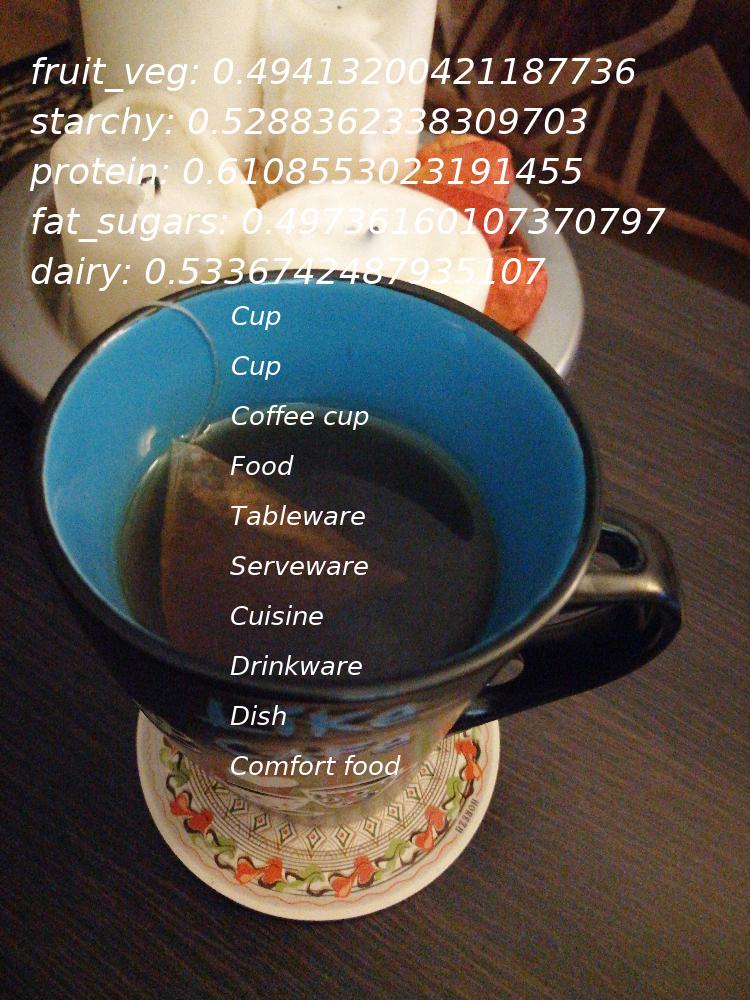 fruit_veg: 0.49413200421187736
starchy: 0.5288362338309703
protein: 0.6108553023191455
fat_sugars: 0.49736160107370797
dairy: 0.5336742487935107
Cup
Cup
Coffee cup
Food
Tableware
Serveware
Cuisine
Drinkware
Dish
Comfort food
HOREZU